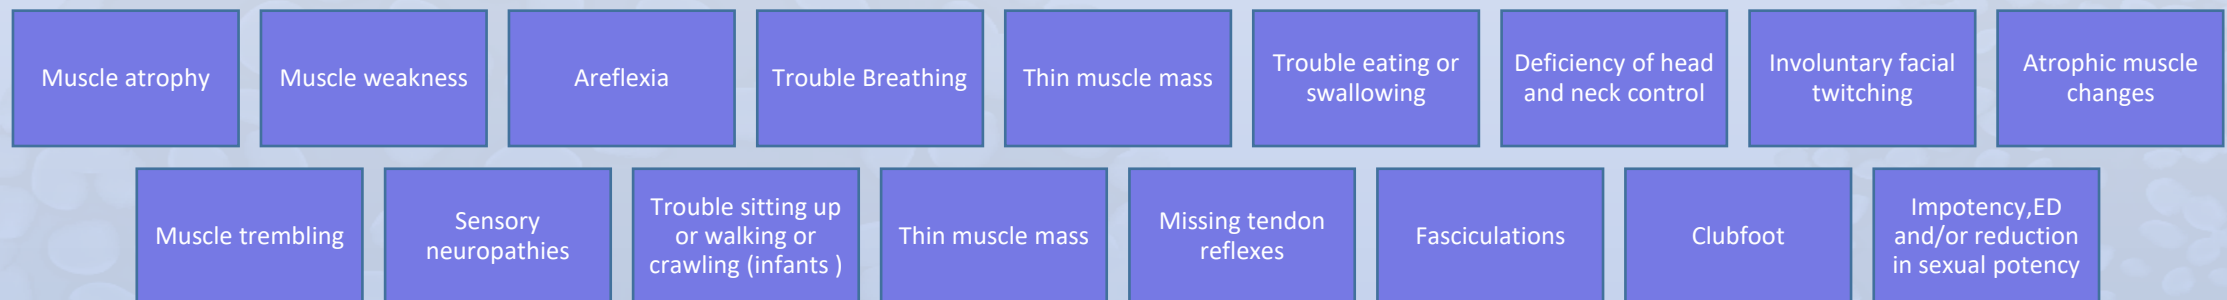 Muscle atrophy
Muscle weakness
Areflexia
Trouble Breathing
Thin muscle mass
Trouble eating or
swallowing
Deficiency of head
and neck control
Involuntary facial
twitching
Atrophic muscle
changes
Muscle trembling
Sensory
neuropathies
Trouble sitting up
or walking or
crawling (infants )
Thin muscle mass
Missing tendon
reflexes
Fasciculations
Clubfoot
Impotency,ED
and/or reduction
in sexual potency